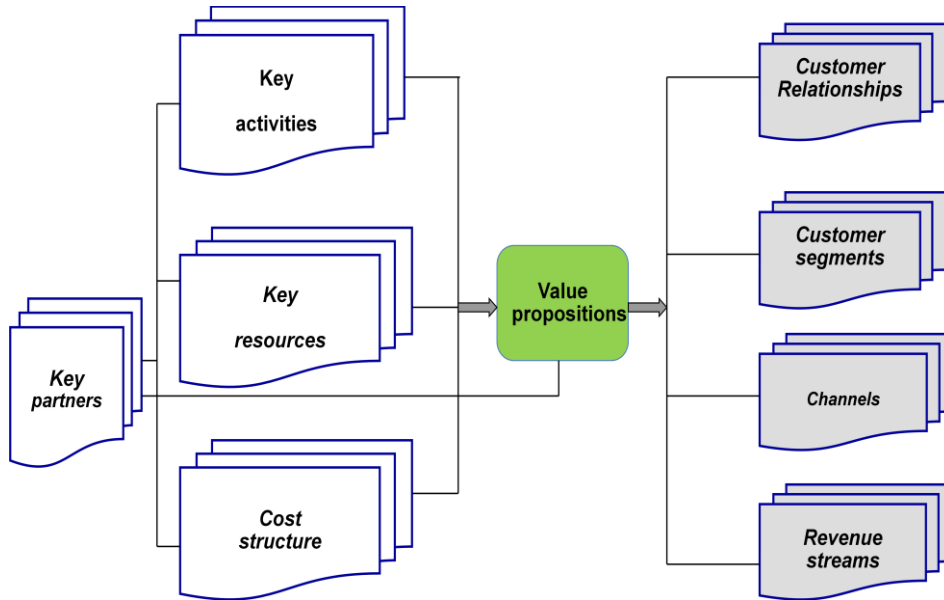 Key
activities
Key
resources
Key
partners
Cost
structure
Value
propositions
Customer
Relationships
Customer
segments
Channels
Revenue
streams